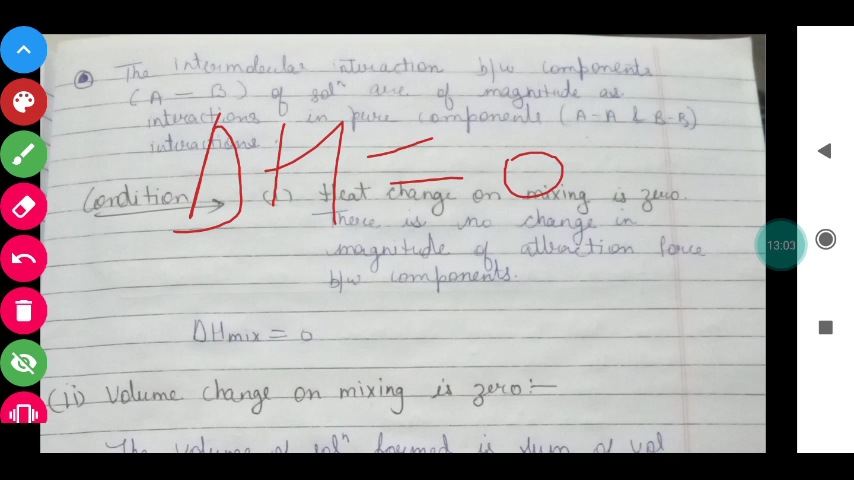 The intermolecular interaction b/w components
(A - B) of solⁿ are of magnitude as
interactions in pure components (A-A & B-B)
interactions.
ΔH = 0
Condition → (i) Heat change on mixing is zero.
There is no change in
magnitude of attraction force
b/w components.
ΔHmix = 0
(ii) Volume change on mixing is zero:-
The volume of solⁿ formed is sum of vol
13:03